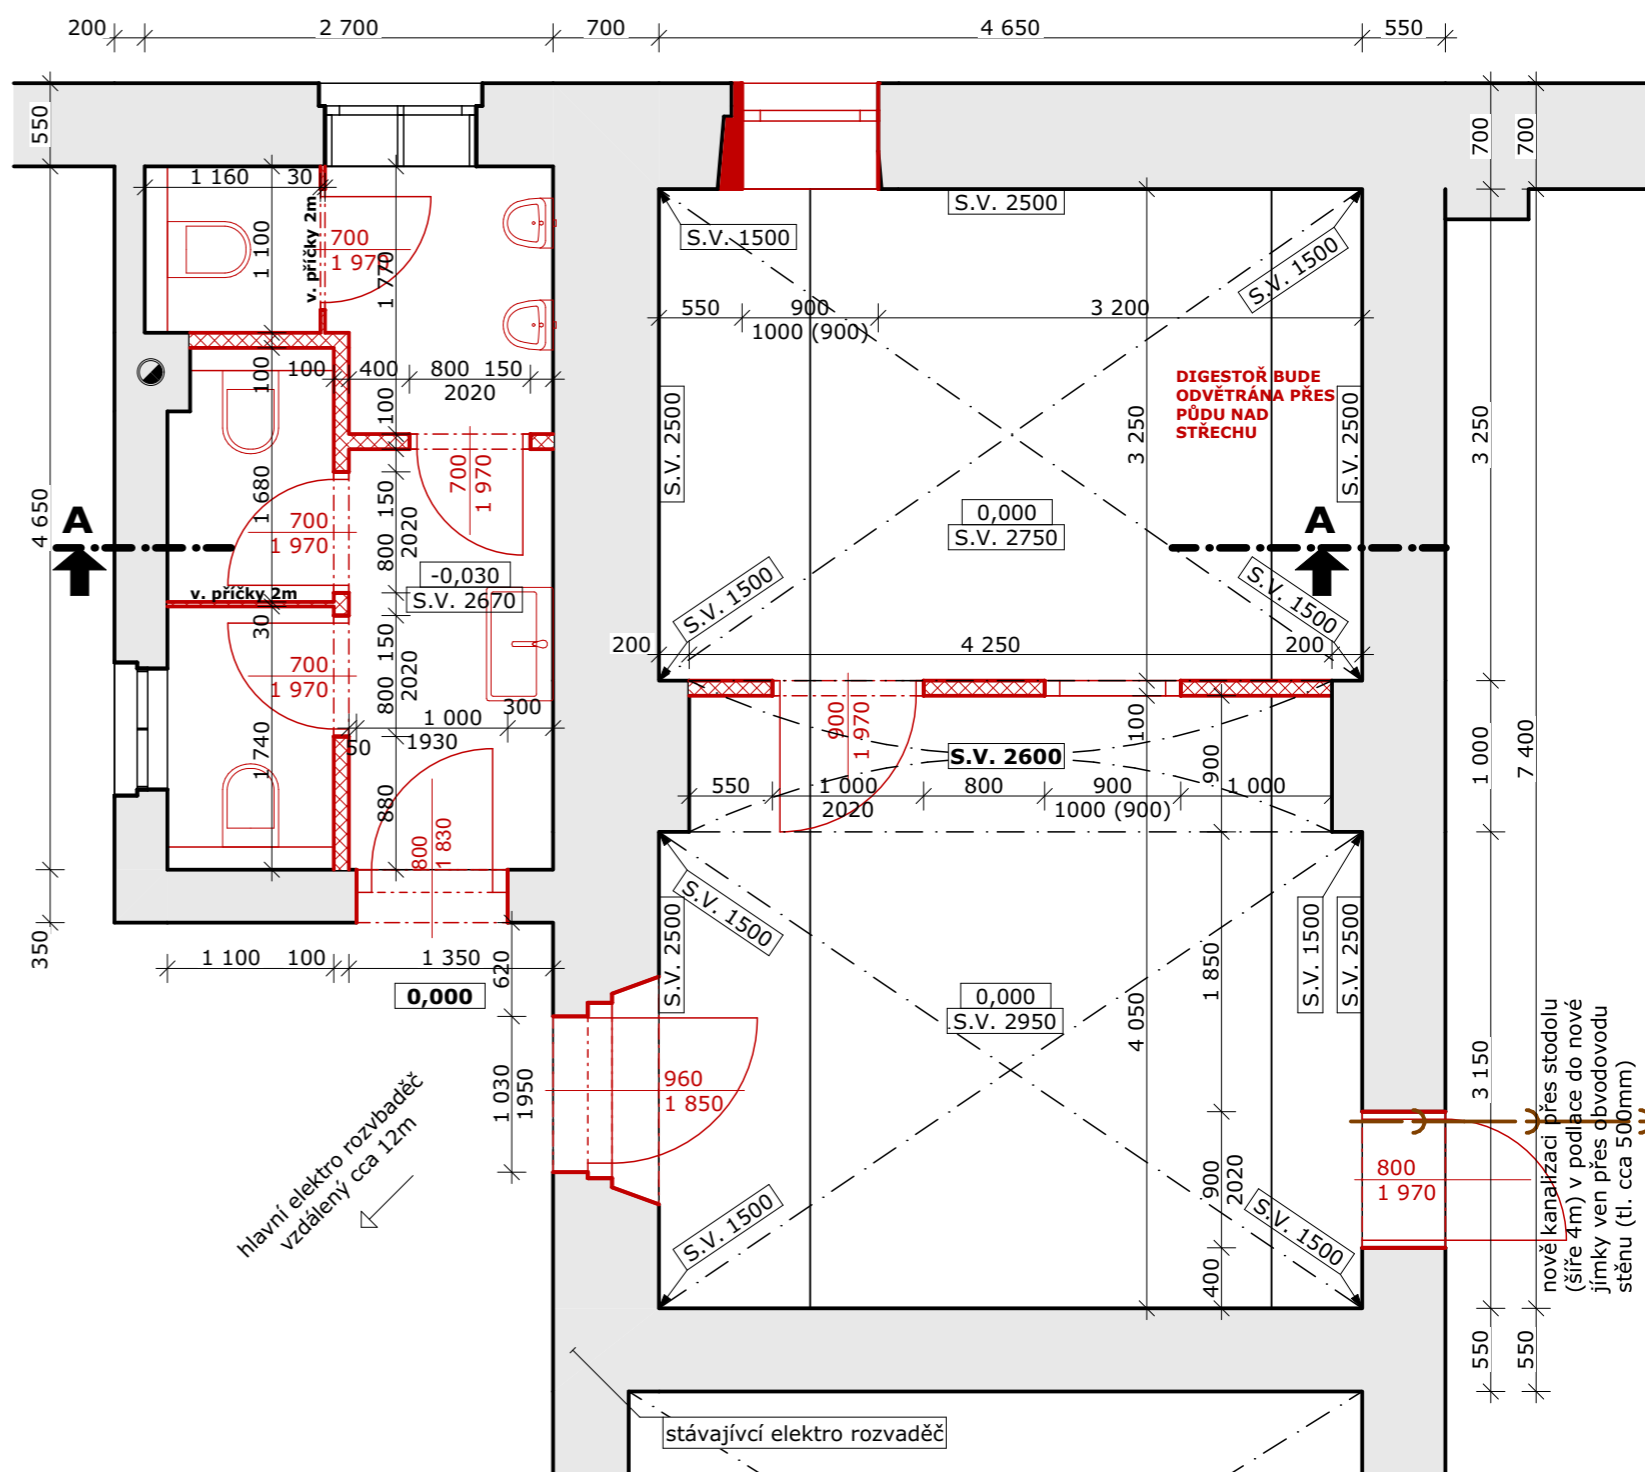 200
2 700
700
4 650
550
550
700
700
1 160
30
S.V. 2500
S.V. 1500
S.V. 1500
v. příčky 2m
1 100
700
1 970
1 770
550
900
3 200
1000 (900)
100
100
400
800
150
2020
100
DIGESTOŘ BUDE
ODVĚTRÁNA PŘES
PŮDU NAD
STŘECHU
S.V. 2500
S.V. 2500
3 250
3 250
4 650
A
1 680
700
1 970
150
800
2020
700
1 970
0,000
S.V. 2750
A
-0,030
S.V. 2670
v. příčky 2m
S.V. 1500
S.V. 1500
30
150
200
4 250
200
700
1 970
800
2020
1 000
300
50
1930
900
1 970
100
S.V. 2600
900
1 000
7 400
1 740
880
550
1 000
800
900
1 000
2020
1000 (900)
800
1 830
350
S.V. 1500
S.V. 2500
S.V. 1500
S.V. 2500
1 100
100
1 350
620
0,000
0,000
S.V. 2950
1 850
4 050
3 150
1 030
1950
960
1 850
hlavní elektro rozvbaděč
vzdálený cca 12m
900
2020
800
1 970
nově kanalizaci přes stodolu
(šíře 4m) v podlace do nové
jímky ven přes obvodovodu
stěnu (tl. cca 500mm)
S.V. 1500
S.V. 1500
400
550
550
stávajívcí elektro rozvaděč